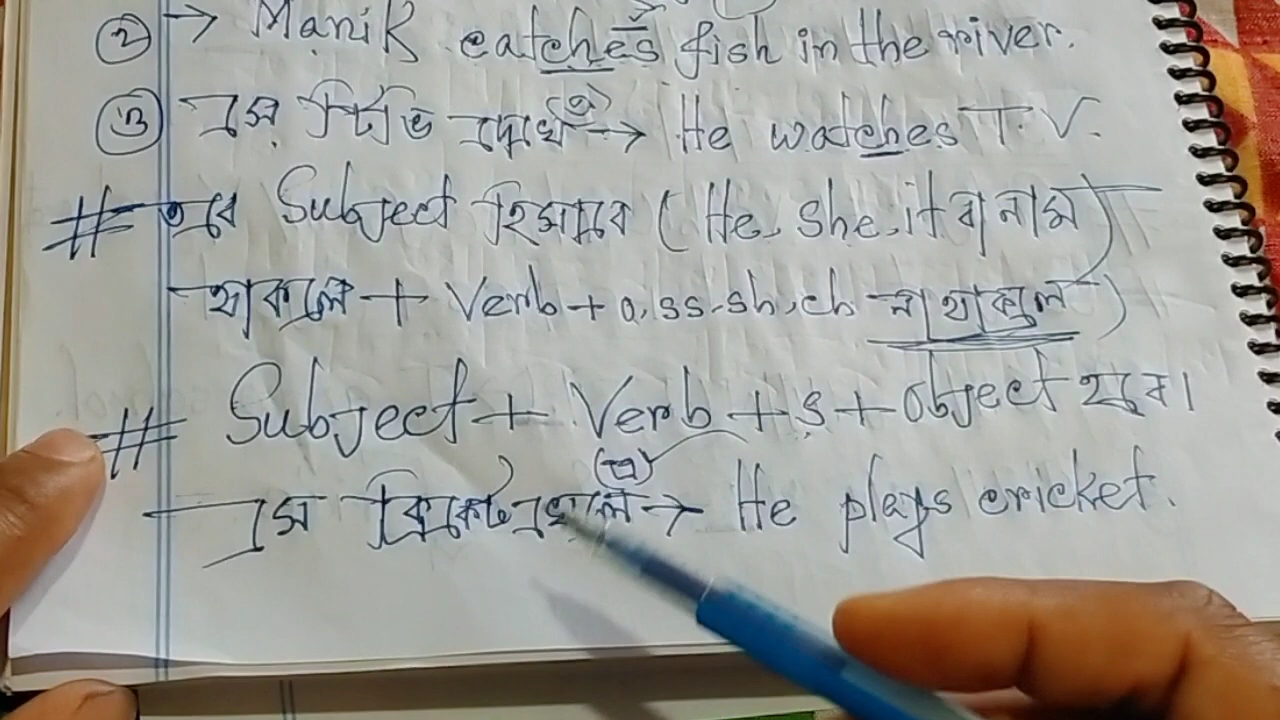 ② → Manik catches fish in the river.
③ সে টিভি দেখে (এ) → He watches T.V.
# তবে Subject হিসাবে (He, She, it বা নাম)
থাকলে + Verb + o, ss, sh, ch না থাকলে)
# Subject + Verb + s + object হবে।
সে ক্রিকেট খেলে → He plays cricket.